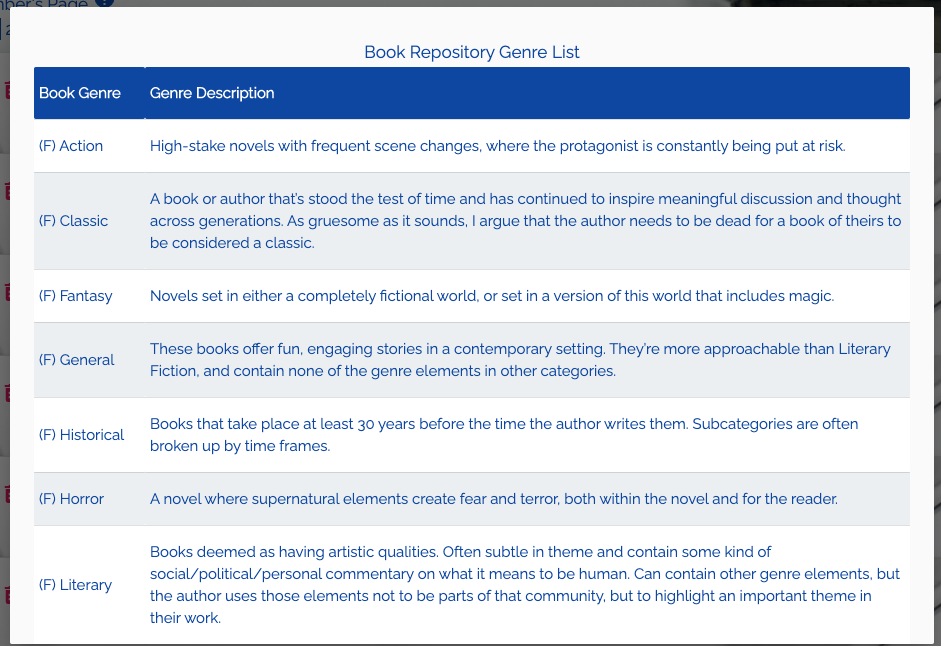 ber's Page ?
Book Repository Genre List
Book Genre Genre Description
(F) Action High-stake novels with frequent scene changes, where the protagonist is constantly being put at risk.
A book or author that's stood the test of time and has continued to inspire meaningful discussion and thought
(F) Classic across generations. As gruesome as it sounds, I argue that the author needs to be dead for a book of theirs to
be considered a classic.
(F) Fantasy Novels set in either a completely fictional world, or set in a version of this world that includes magic.
(F) General
These books offer fun, engaging stories in a contemporary setting. They're more approachable than Literary
Fiction, and contain none of the genre elements in other categories.
(F) Historical
Books that take place at least 30 years before the time the author writes them. Subcategories are often
broken up by time frames.
(F) Horror A novel where supernatural elements create fear and terror, both within the novel and for the reader.
(F) Literary
Books deemed as having artistic qualities. Often subtle in theme and contain some kind of
social/political/personal commentary on what it means to be human. Can contain other genre elements, but
the author uses those elements not to be parts of that community, but to highlight an important theme in
their work.